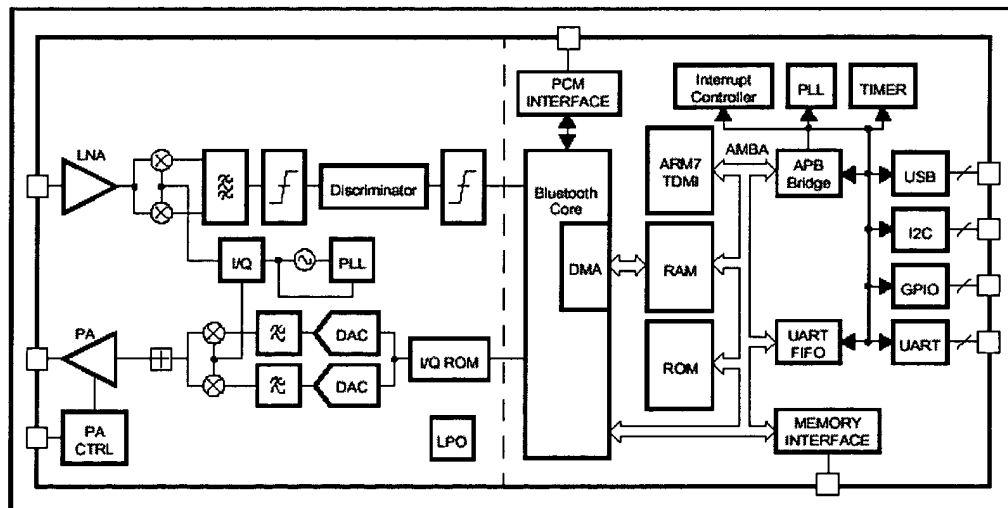 LNA
Discriminator
I/Q
PLL
PA
DAC
DAC
I/Q ROM
PA
CTRL
LPO
PCM
INTERFACE
Bluetooth
Core
DMA
Interrupt
Controller
PLL
TIMER
ARM7
TDMI
AMBA
APB
Bridge
USB
I2C
RAM
GPIO
ROM
UART
FIFO
UART
MEMORY
INTERFACE